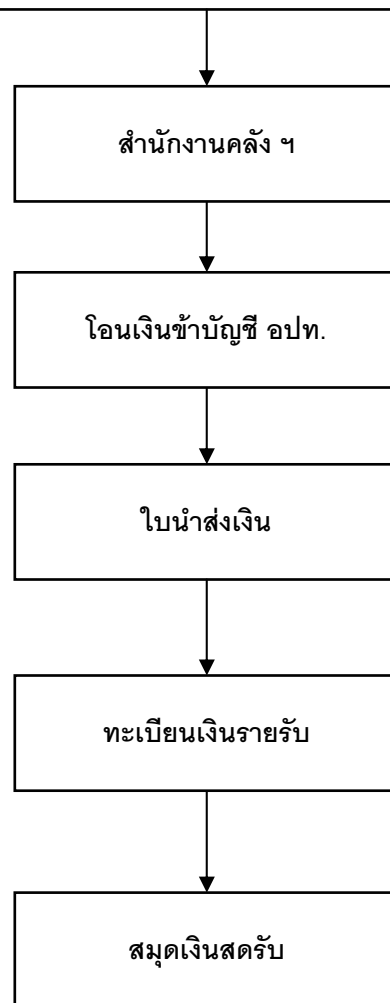 สำนักงานคลัง ฯ
โอนเงินข้าบัญชี อปท.
ใบนำส่งเงิน
ทะเบียนเงินรายรับ
สมุดเงินสดรับ